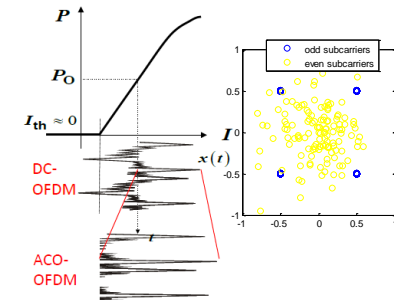 P
P_O
I_th ≈ 0
I
x(t)
t
DC-
OFDM
ACO-
OFDM
odd subcarriers
even subcarriers
1
0.5
0
-0.5
-1
-1
-0.5
0
0.5
1